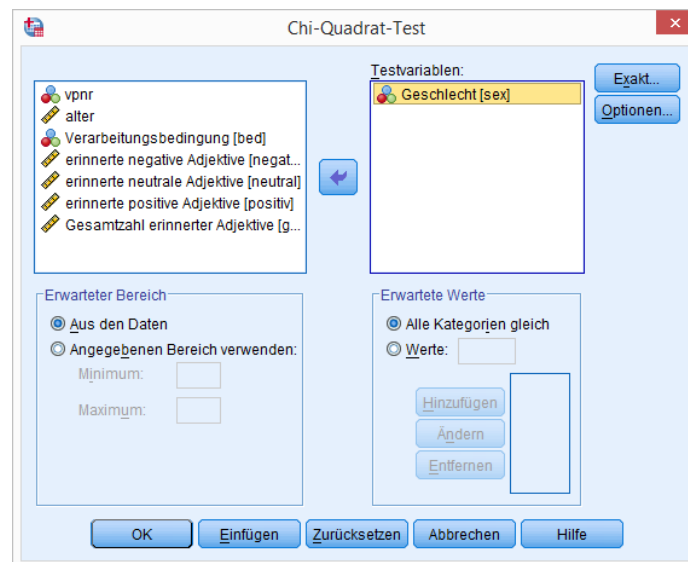 Chi-Quadrat-Test
vpnr
alter
Verarbeitungsbedingung [bed]
erinnerte negative Adjektive [negat...
erinnerte neutrale Adjektive [neutral]
erinnerte positive Adjektive [positiv]
Gesamtzahl erinnerter Adjektive [g...
Testvariablen:
Geschlecht [sex]
Exakt...
Optionen...
Erwarteter Bereich
Aus den Daten
Angegebenen Bereich verwenden:
Minimum:
Maximum:
Erwartete Werte
Alle Kategorien gleich
Werte:
Hinzufügen
Ändern
Entfernen
OK Einfügen Zurücksetzen Abbrechen Hilfe